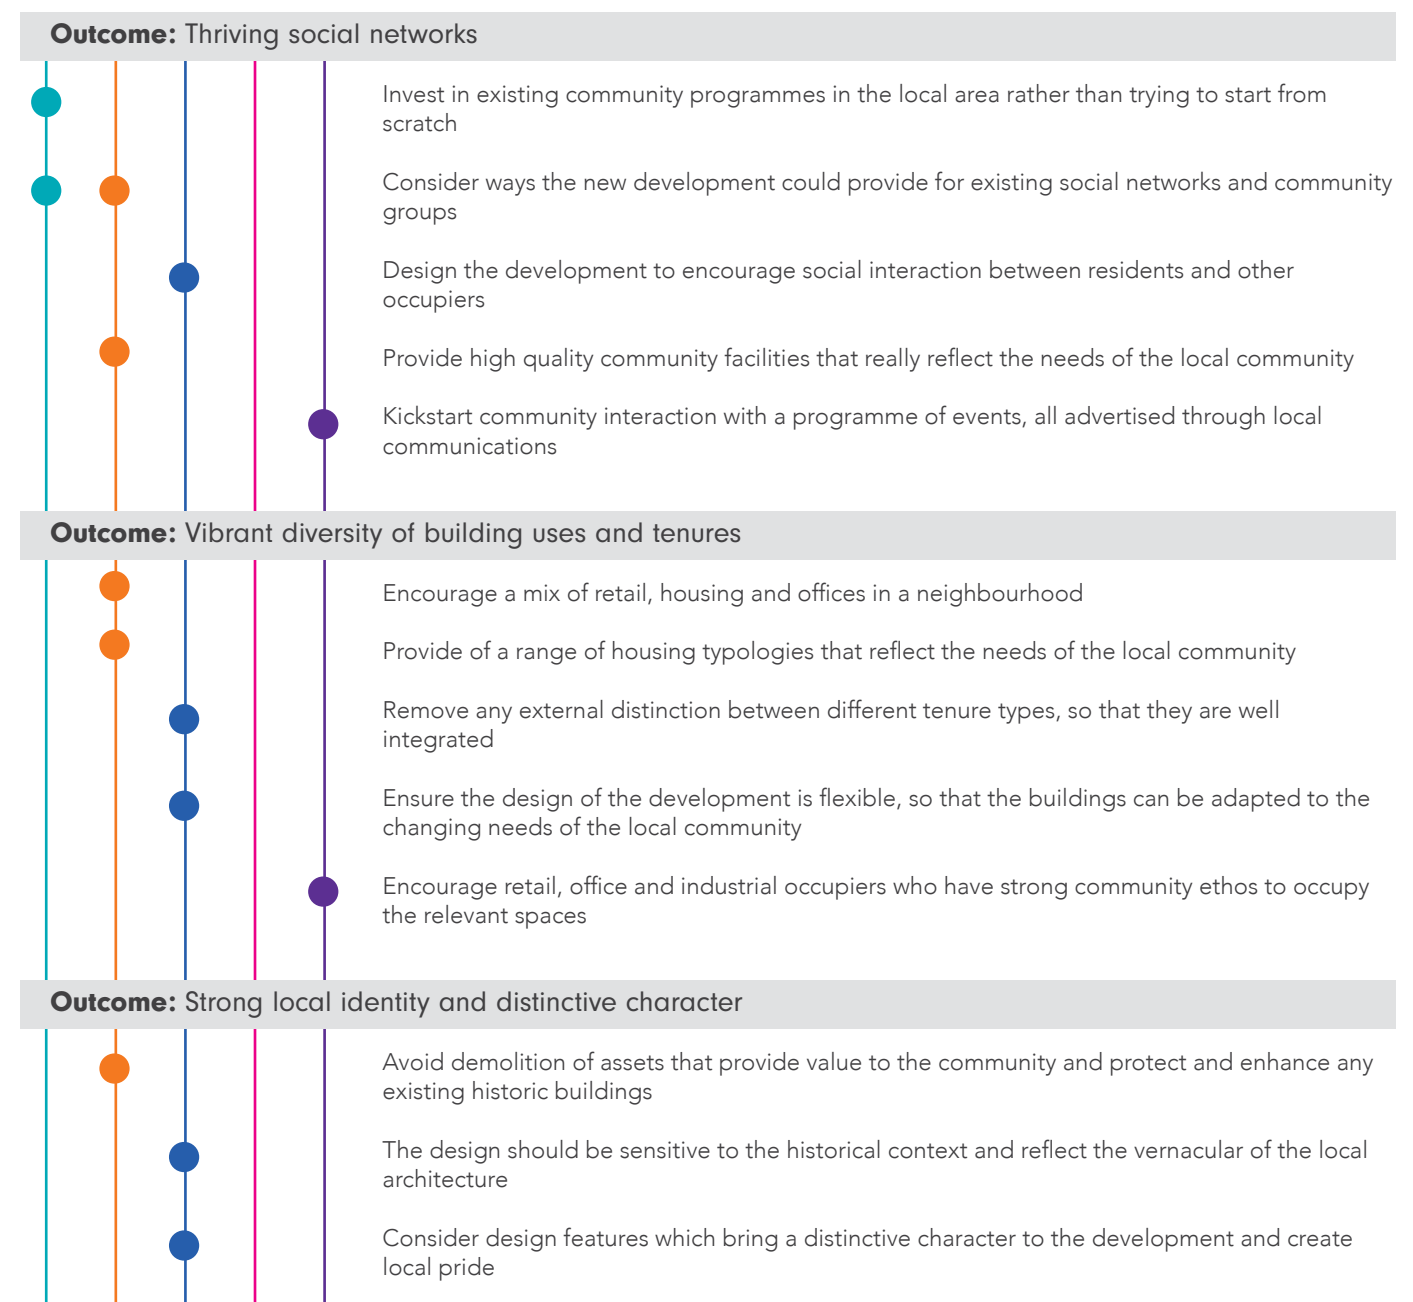 Outcome: Thriving social networks
Invest in existing community programmes in the local area rather than trying to start from
scratch
Consider ways the new development could provide for existing social networks and community
groups
Design the development to encourage social interaction between residents and other
occupiers
Provide high quality community facilities that really reflect the needs of the local community
Kickstart community interaction with a programme of events, all advertised through local
communications
Outcome: Vibrant diversity of building uses and tenures
Encourage a mix of retail, housing and offices in a neighbourhood
Provide of a range of housing typologies that reflect the needs of the local community
Remove any external distinction between different tenure types, so that they are well
integrated
Ensure the design of the development is flexible, so that the buildings can be adapted to the
changing needs of the local community
Encourage retail, office and industrial occupiers who have strong community ethos to occupy
the relevant spaces
Outcome: Strong local identity and distinctive character
Avoid demolition of assets that provide value to the community and protect and enhance any
existing historic buildings
The design should be sensitive to the historical context and reflect the vernacular of the local
architecture
Consider design features which bring a distinctive character to the development and create
local pride